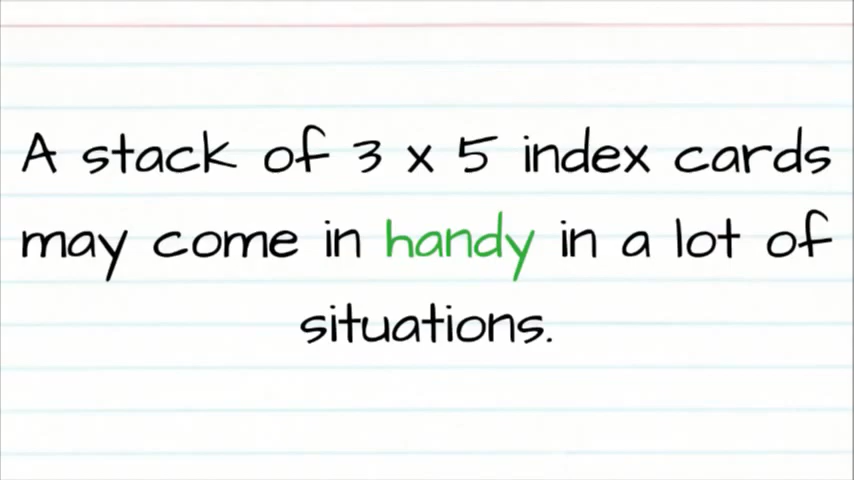 A stack of 3 x 5 index cards
may come in handy in a lot of
situations.